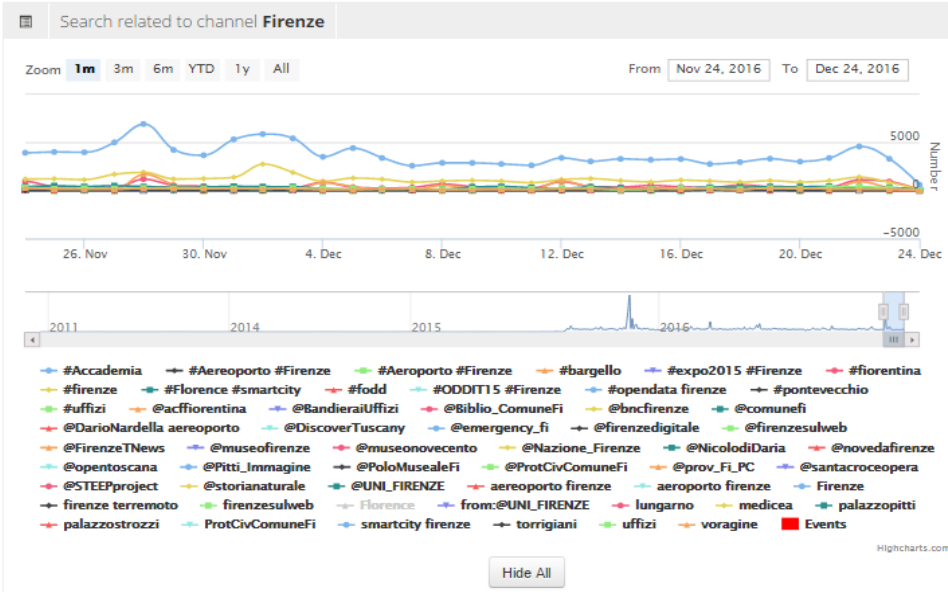 Search related to channel Firenze
Zoom 1m 3m 6m YTD 1y All From Nov 24, 2016 To Dec 24, 2016
5000
0
-5000
Number
26. Nov 30. Nov 4. Dec 8. Dec 12. Dec 16. Dec 20. Dec 24. Dec
2011 2014 2015 2016
#Accademia #Aereoporto #Firenze #Aeroporto #Firenze #bargello #expo2015 #Firenze #fiorentina
#firenze #Florence #smartcity #fodd #ODDIT15 #Firenze #opendata firenze #pontevecchio
#uffizi @acffiorentina @BandieraiUffizi @Biblio_ComuneFi @bncfirenze @comunefi
@DarioNardella aereoporto @DiscoverTuscany @emergency_fi @firenzedigitale @firenzesulweb
@FirenzeTNews @museofirenze @museonovecento @Nazione_Firenze @NicolodiDaria @novedafirenze
@opentoscana @Pitti_Immagine @PoloMusealeFi @ProtCivComuneFi @prov_Fi_PC @santacroceopera
@STEEPproject @storianaturale @UNI_FIRENZE aereoporto firenze aeroporto firenze Firenze
firenze terremoto firenzesulweb Florence from:@UNI_FIRENZE lungarno medicea palazzopitti
palazzostrozzi ProtCivComuneFi smartcity firenze torrigiani uffizi voragine Events
Highcharts.com
Hide All